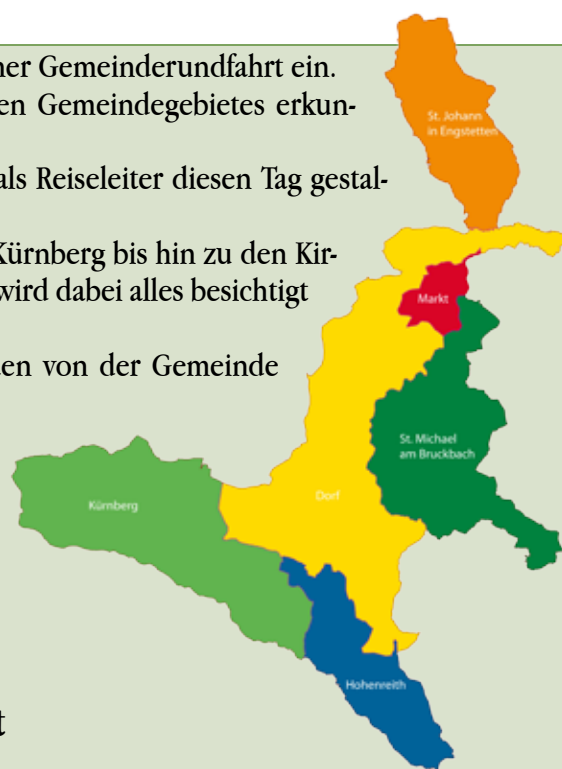 ner Gemeinderundfahrt ein.
en Gemeindegebietes erkun-
als Reiseleiter diesen Tag gestal-
Kürnberg bis hin zu den Kir-
wird dabei alles besichtigt
en von der Gemeinde
St. Johann
in Engstetten
Markt
St. Michael
am Bruckbach
Dorf
Kürnberg
Hohenreith
t